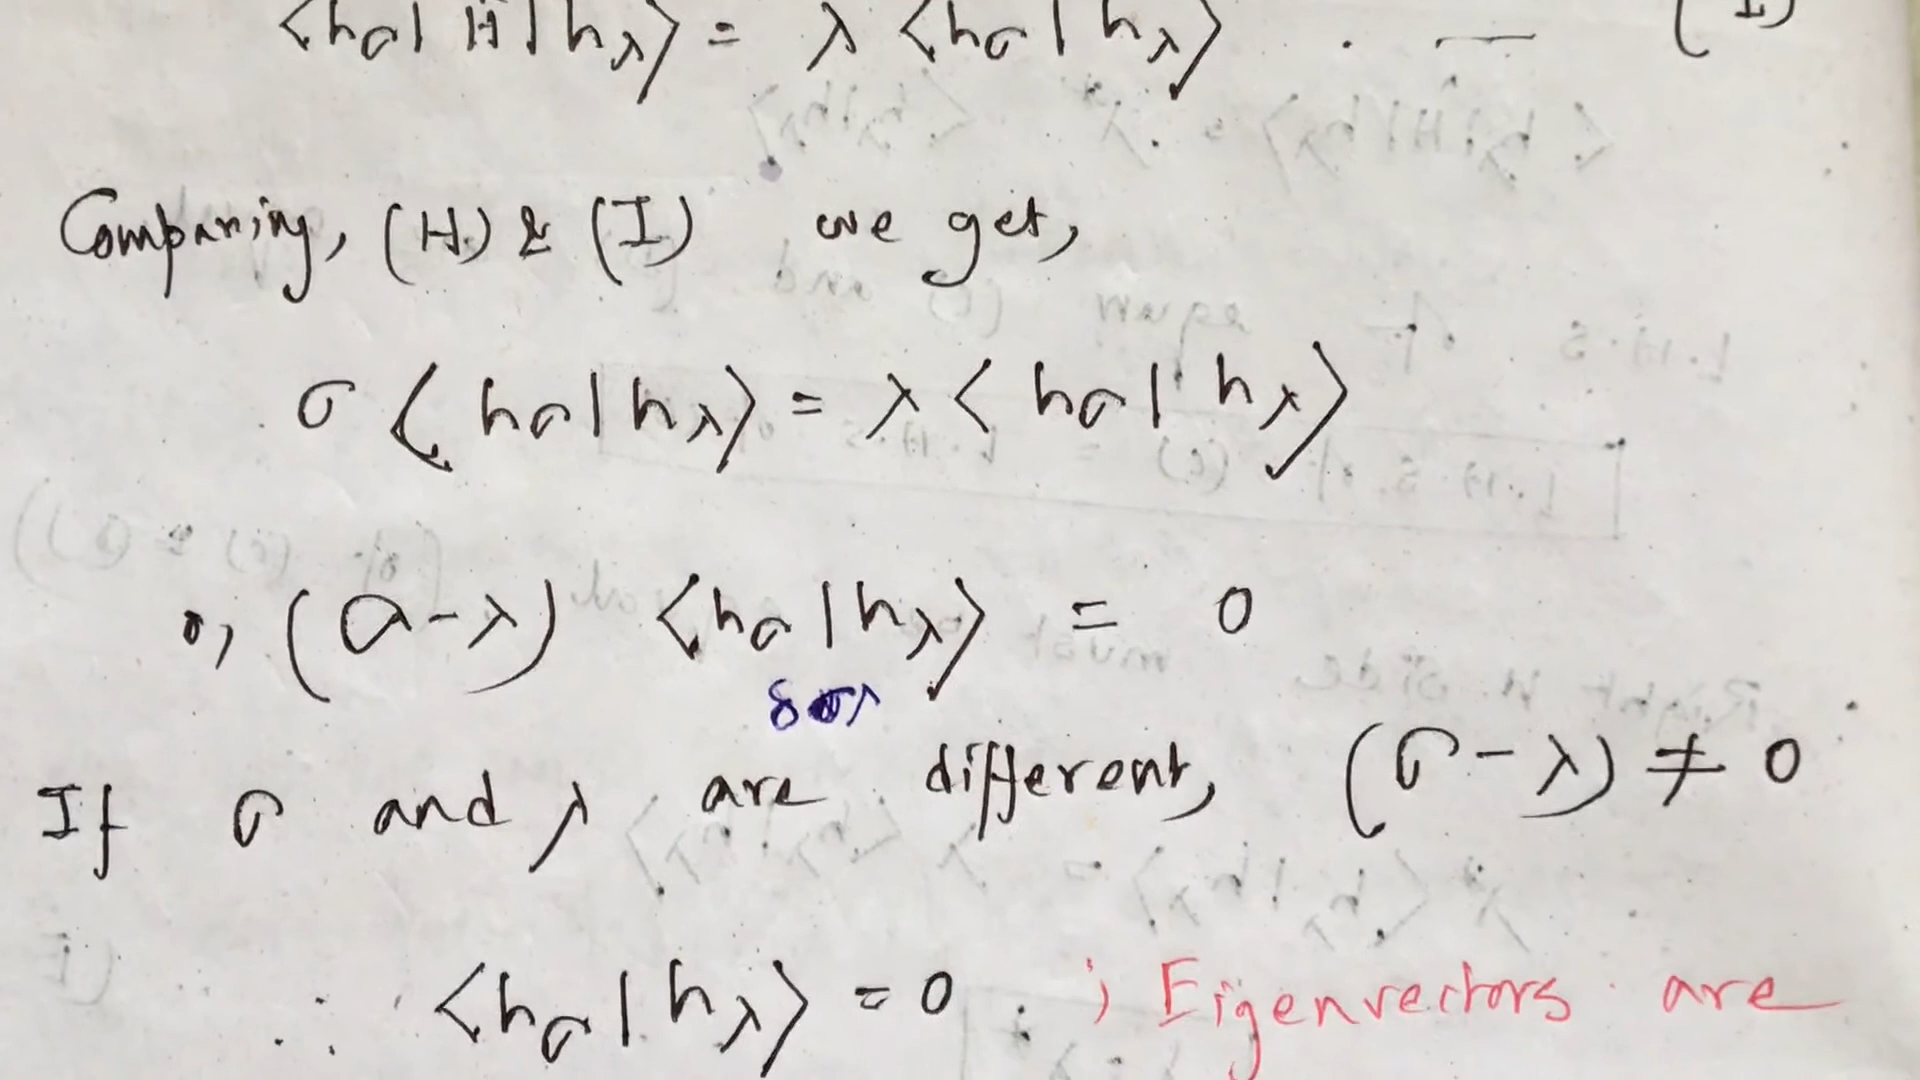 ⟨hσ| H | hλ⟩ = λ ⟨hσ | hλ⟩ . — (I)
Comparing, (H) & (I) we get,
σ ⟨hσ | hλ⟩ = λ ⟨hσ | hλ⟩
or, (σ - λ) ⟨hσ | hλ⟩ = 0
If σ and λ are different, (σ - λ) ≠ 0
∴ ⟨hσ | hλ⟩ = 0 . ; Eigenvectors are